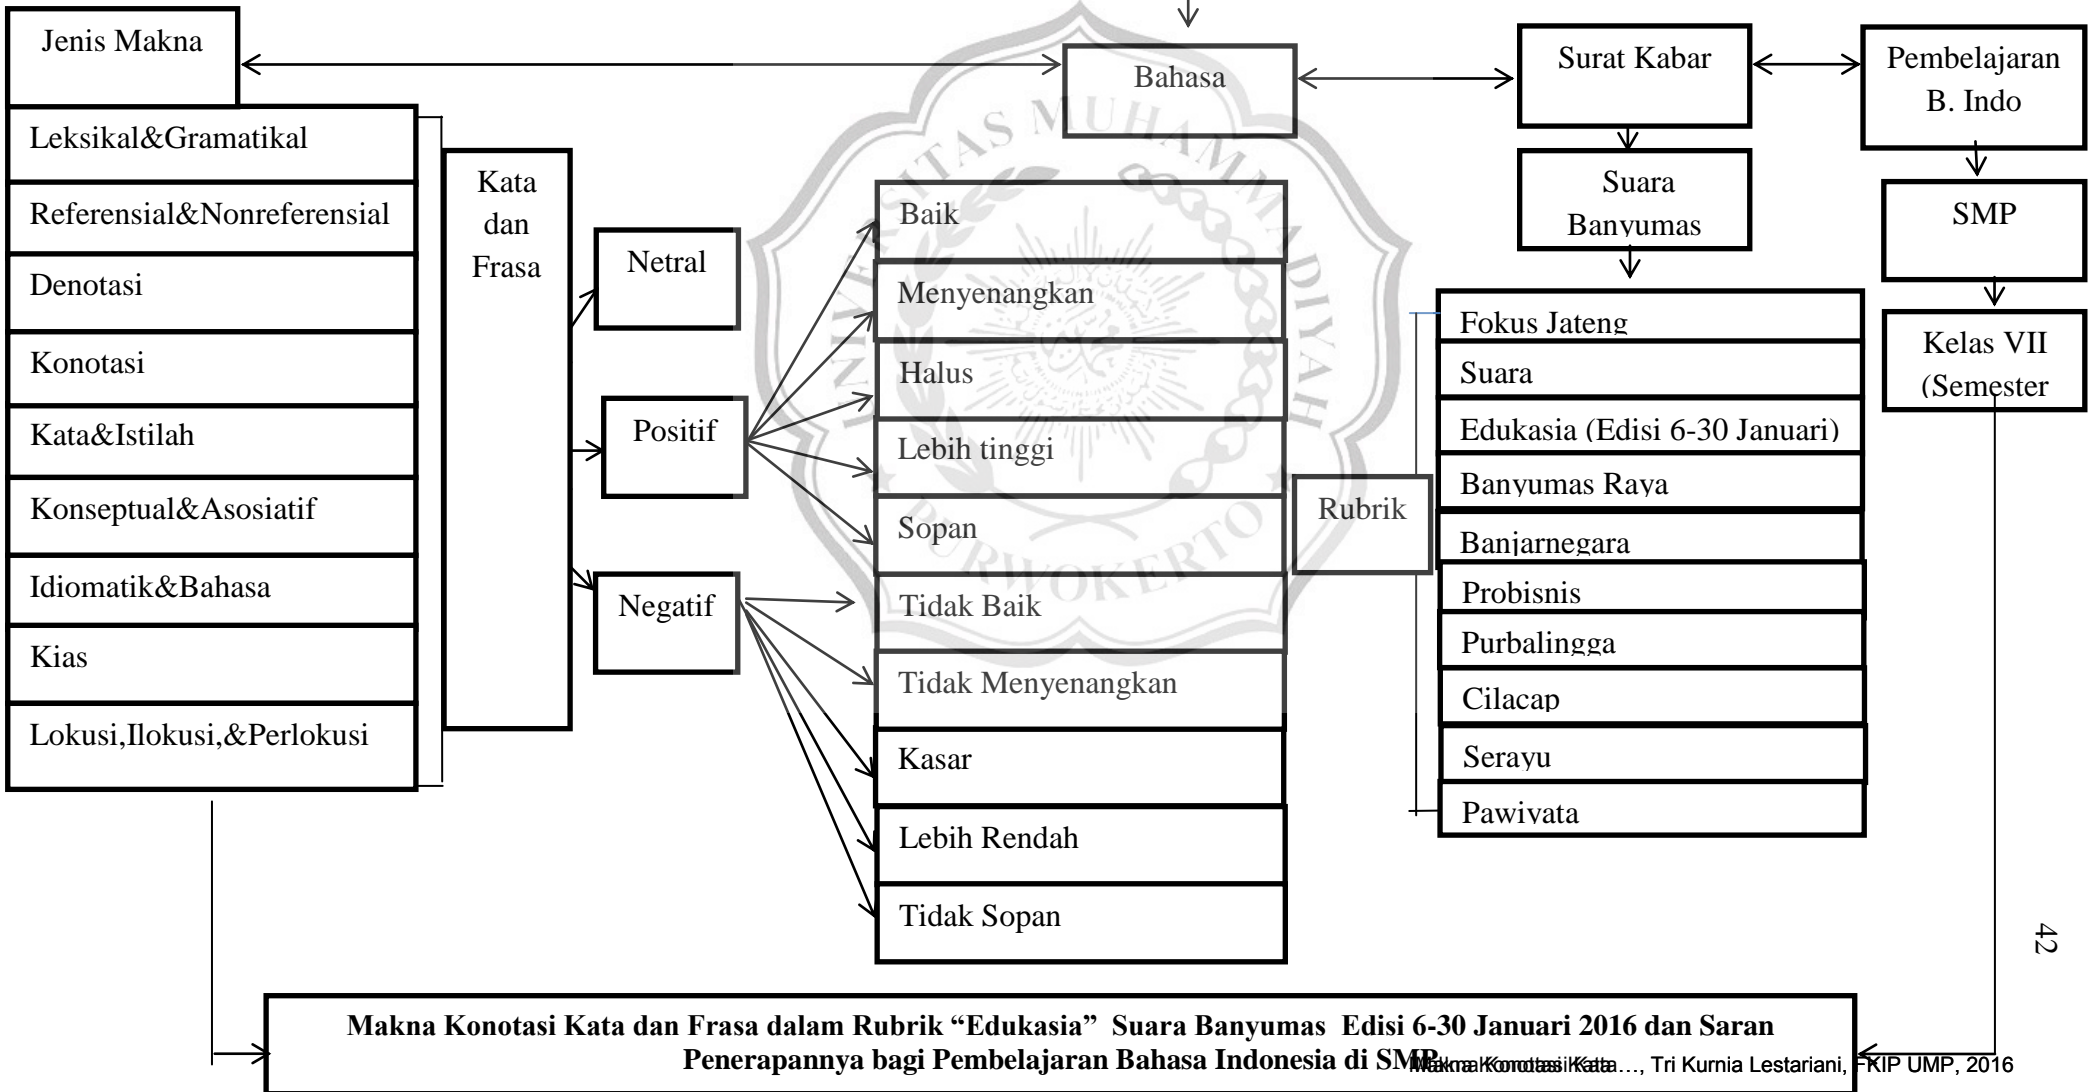 Jenis Makna
Leksikal&Gramatikal
Referensial&Nonreferensial
Denotasi
Konotasi
Kata&Istilah
Konseptual&Asosiatif
Idiomatik&Bahasa
Kias
Lokusi,Ilokusi,&Perlokusi
Kata
dan
Frasa
Netral
Positif
Negatif
Bahasa
Baik
Menyenangkan
Halus
Lebih tinggi
Sopan
Tidak Baik
Tidak Menyenangkan
Kasar
Lebih Rendah
Tidak Sopan
Surat Kabar
Suara
Banyumas
Rubrik
Fokus Jateng
Suara
Edukasia (Edisi 6-30 Januari)
Banyumas Raya
Banjarnegara
Probisnis
Purbalingga
Cilacap
Serayu
Pawiyata
Pembelajaran
B. Indo
SMP
Kelas VII
(Semester
UNIVERSITAS MUHAMMADIYAH
PURWOKERTO
42
Makna Konotasi Kata dan Frasa dalam Rubrik “Edukasia” Suara Banyumas Edisi 6-30 Januari 2016 dan Saran
Penerapannya bagi Pembelajaran Bahasa Indonesia di SMP
Makna Konotasi Kata…, Tri Kurnia Lestariani, FKIP UMP, 2016